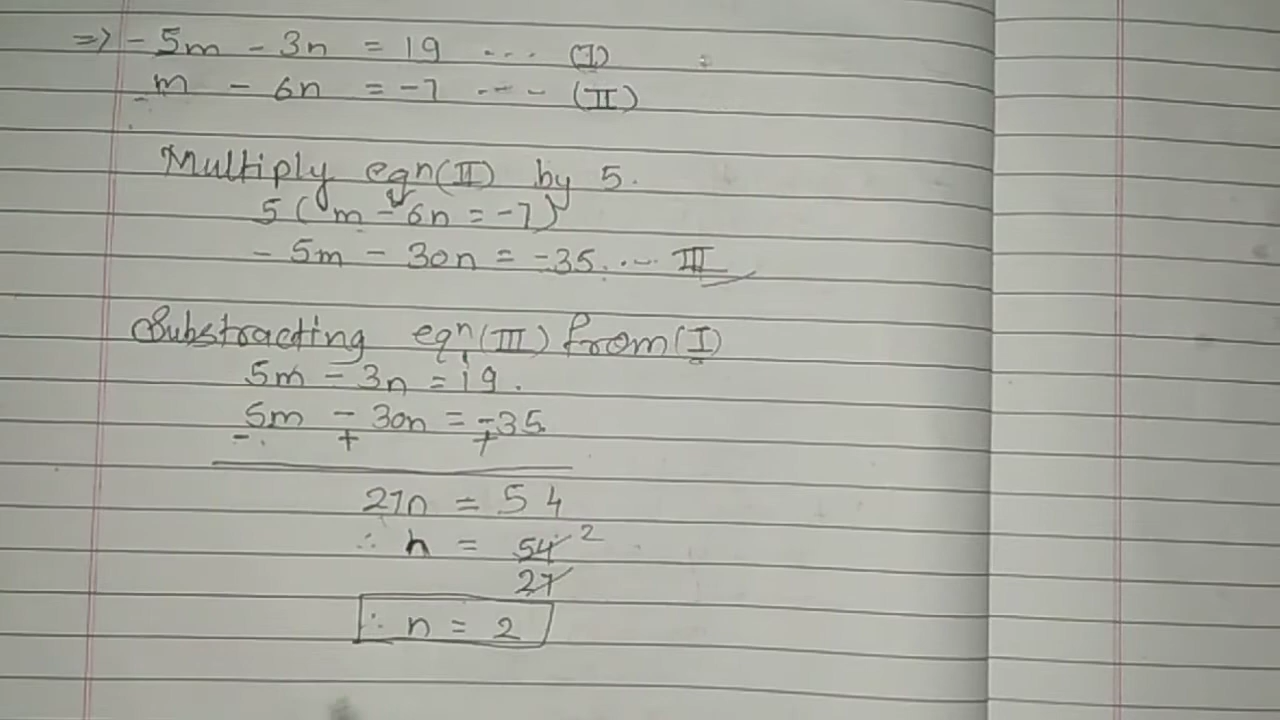 => - 5m - 3n = 19 ... (I)
- m - 6n = -7 ---- (II)
Multiply eqn(II) by 5.
5 ( m - 6n = -7)
- 5m - 30n = -35. ... III
Substracting eqn (III) from (I)
5m - 3n = 19.
5m - 30n = -35.
- + +
27n = 54
∴ n = 54 2
27
∴ n = 2